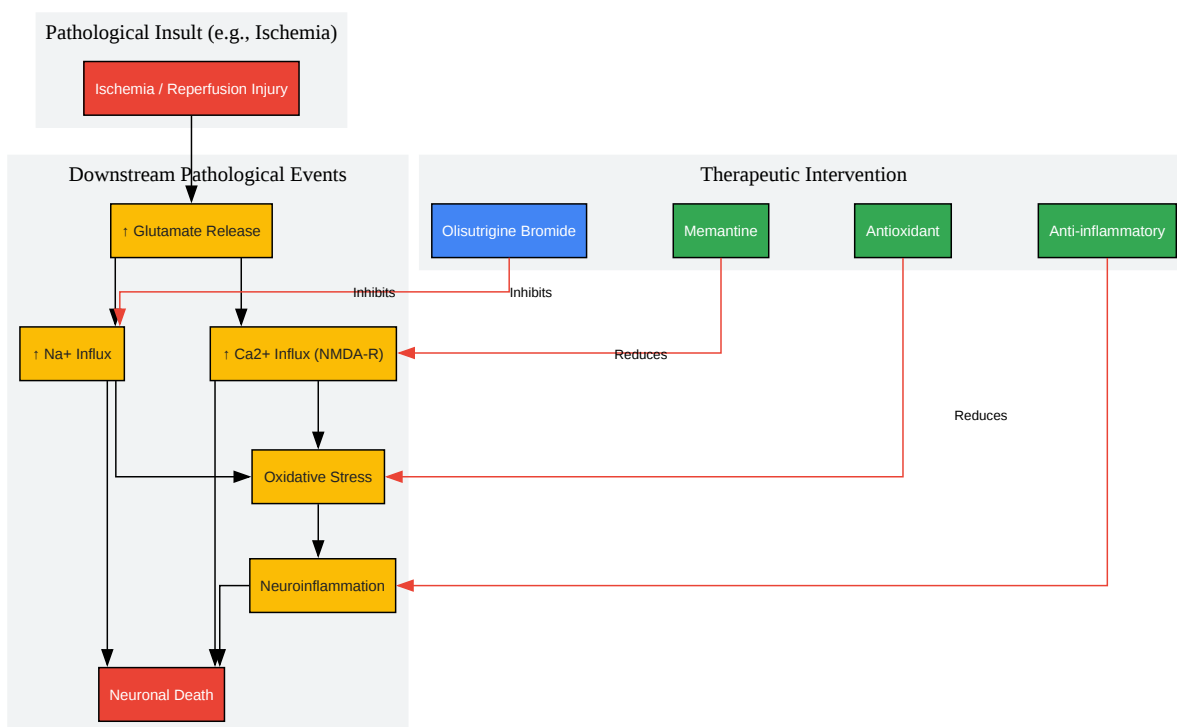 Pathological Insult (e.g., Ischemia)
Ischemia / Reperfusion Injury
Downstream Pathological Events
Therapeutic Intervention
↑ Glutamate Release
Olisutrigine Bromide
Memantine
Antioxidant
Anti-inflammatory
Inhibits
Inhibits
↑ Na+ Influx
↑ Ca2+ Influx (NMDA-R)
Reduces
Reduces
Oxidative Stress
Neuroinflammation
Neuronal Death